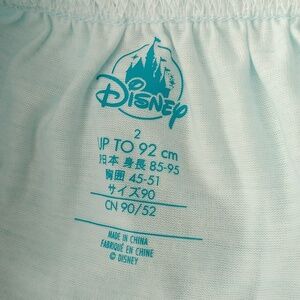 Disney
2
UP TO 92 cm
日本 身長 85-95
胸囲 45-51
サイズ90
CN 90/52
MADE IN CHINA
FABRIQUÉ EN CHINE
© DISNEY